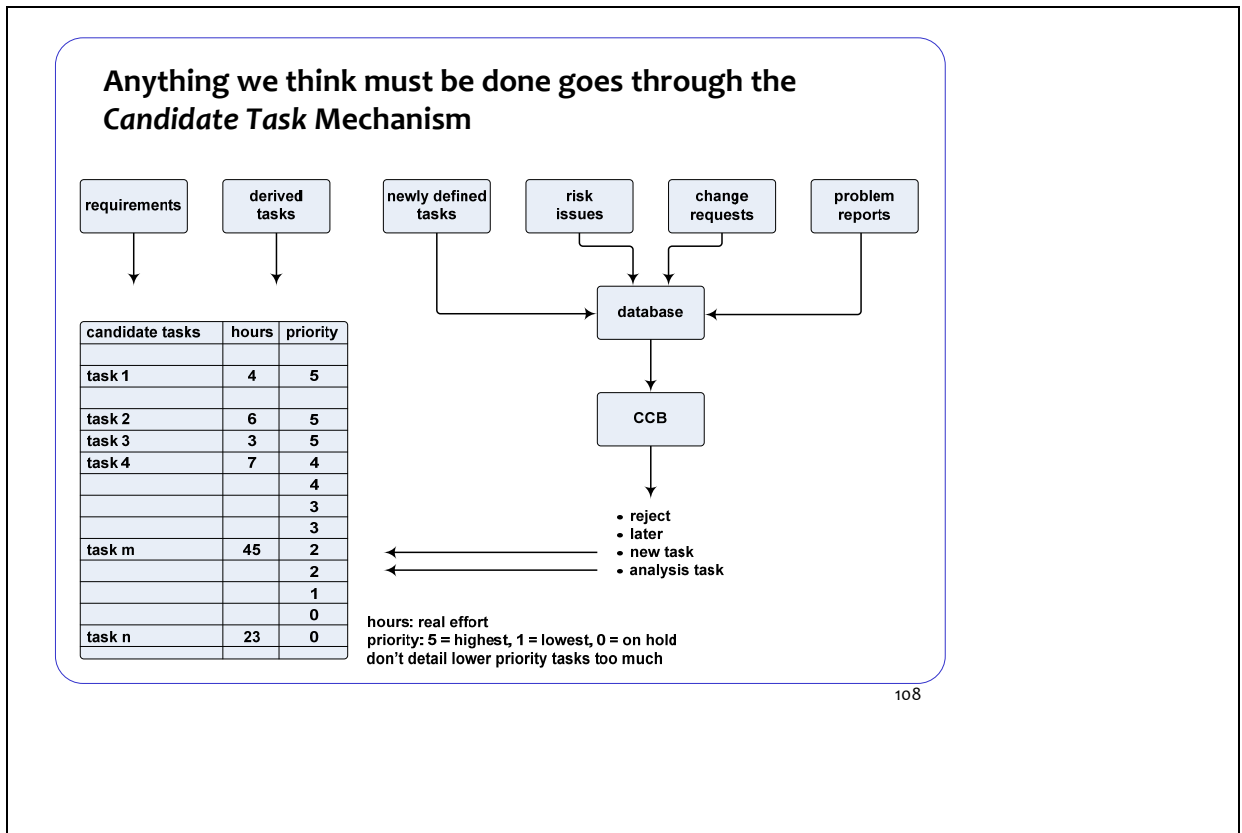 Anything we think must be done goes through the
Candidate Task Mechanism
requirements
derived
tasks
newly defined
tasks
risk
issues
change
requests
problem
reports
database
CCB
• reject
• later
• new task
• analysis task
candidate tasks hours priority
task 1 4 5
task 2 6 5
task 3 3 5
task 4 7 4
4
3
3
task m 45 2
2
1
0
task n 23 0
hours: real effort
priority: 5 = highest, 1 = lowest, 0 = on hold
don't detail lower priority tasks too much
108